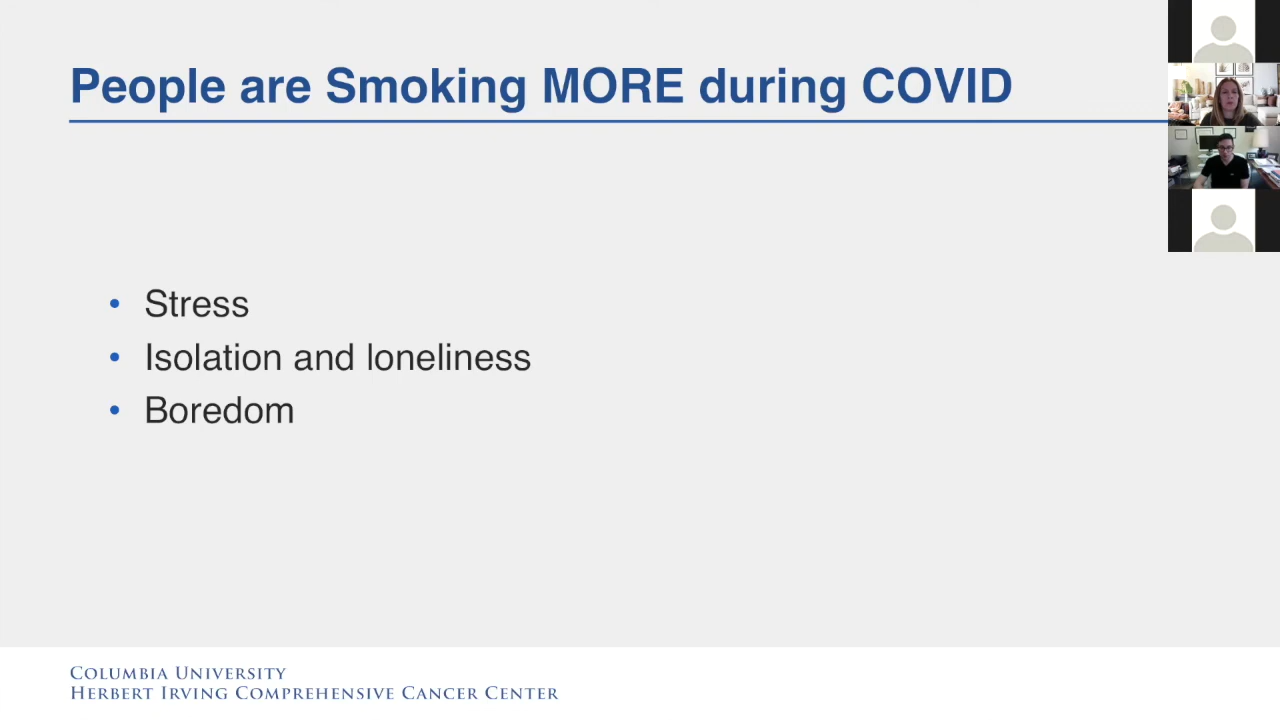 People are Smoking MORE during COVID
• Stress
• Isolation and loneliness
• Boredom
COLUMBIA UNIVERSITY
HERBERT IRVING COMPREHENSIVE CANCER CENTER